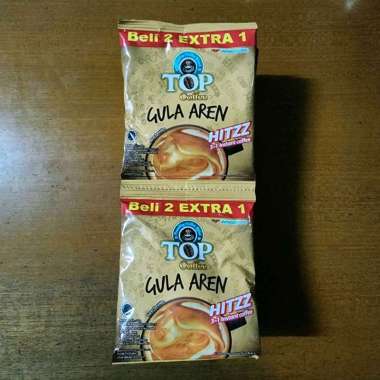 Beli 2 EXTRA 1
TOP
Coffee
GULA AREN
HITZZ
3in1 Instant coffee
Beli 2 EXTRA 1
TOP
Coffee
GULA AREN
HITZZ
3in1 Instant coffee